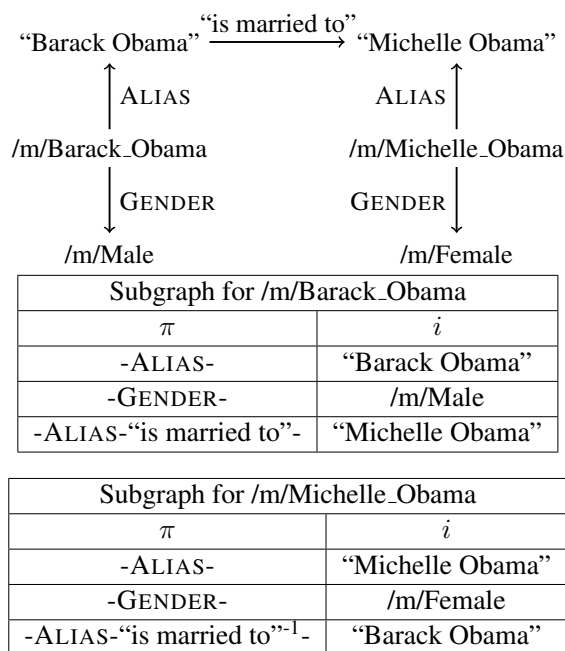 “is married to”
“Barack Obama” “Michelle Obama”
ALIAS ALIAS
/m/Barack_Obama /m/Michelle_Obama
GENDER GENDER
/m/Male /m/Female
Subgraph for /m/Barack_Obama
π i
-ALIAS- “Barack Obama”
-GENDER- /m/Male
-ALIAS-“is married to”- “Michelle Obama”
Subgraph for /m/Michelle_Obama
π i
-ALIAS- “Michelle Obama”
-GENDER- /m/Female
-ALIAS-“is married to”⁻¹- “Barack Obama”